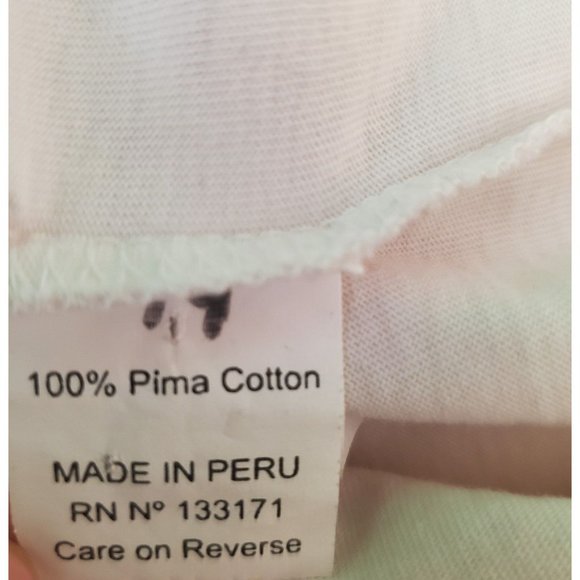 100% Pima Cotton
MADE IN PERU
RN Nº 133171
Care on Reverse